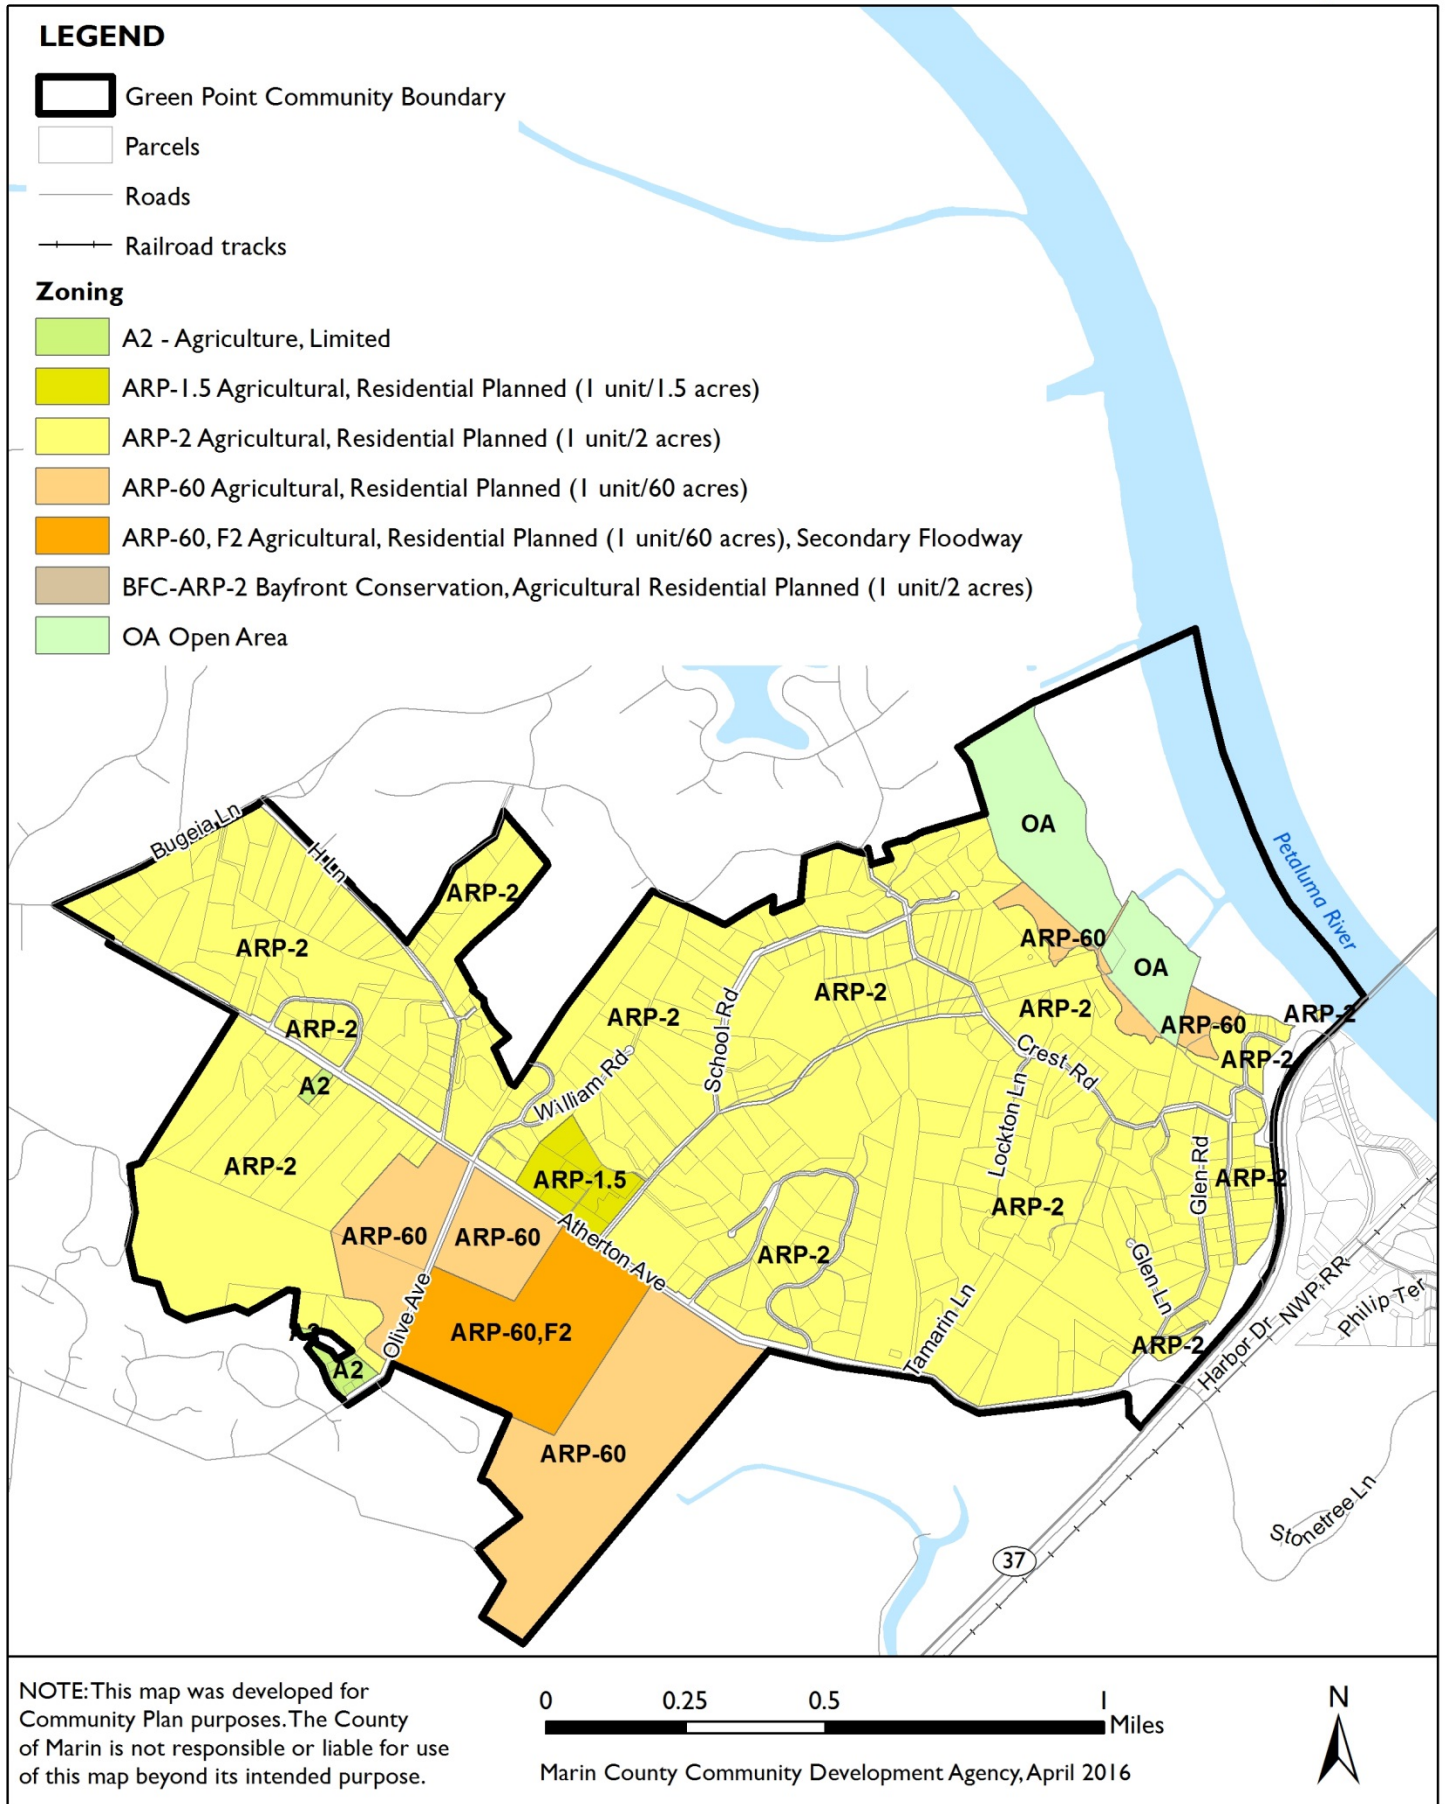 LEGEND
Green Point Community Boundary
Parcels
Roads
Railroad tracks
Zoning
A2 - Agriculture, Limited
ARP-1.5 Agricultural, Residential Planned (1 unit/1.5 acres)
ARP-2 Agricultural, Residential Planned (1 unit/2 acres)
ARP-60 Agricultural, Residential Planned (1 unit/60 acres)
ARP-60, F2 Agricultural, Residential Planned (1 unit/60 acres), Secondary Floodway
BFC-ARP-2 Bayfront Conservation, Agricultural Residential Planned (1 unit/2 acres)
OA Open Area
Bugeia Ln
H Ln
OA
ARP-2
Petaluma River
ARP-2
ARP-60
OA
ARP-2
ARP-2
ARP-2
ARP-2
ARP-60
ARP-2
ARP-2
School Rd
Crest Rd
ARP-2
A2
William Rd
Lockton Ln
ARP-2
ARP-1.5
Glen Rd
ARP-2
ARP-2
ARP-60
ARP-60
Atherton Ave
ARP-2
Glen Ln
NWP RR
Philip Ter
Olive Ave
ARP-60,F2
Tamarin Ln
ARP-2
Harbor Dr
A2
A2
ARP-60
Stonetree Ln
37
NOTE: This map was developed for
Community Plan purposes. The County
of Marin is not responsible or liable for use
of this map beyond its intended purpose.
0 0.25 0.5 1
Miles
Marin County Community Development Agency, April 2016
N